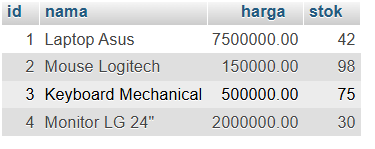 id nama harga stok
1 Laptop Asus 7500000.00 42
2 Mouse Logitech 150000.00 98
3 Keyboard Mechanical 500000.00 75
4 Monitor LG 24" 2000000.00 30